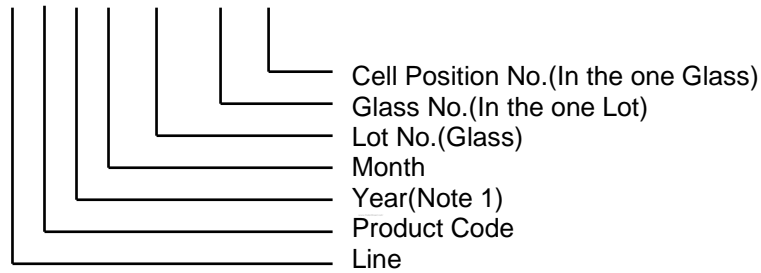 Cell Position No.(In the one Glass)
Glass No.(In the one Lot)
Lot No.(Glass)
Month
Year(Note 1)
Product Code
Line